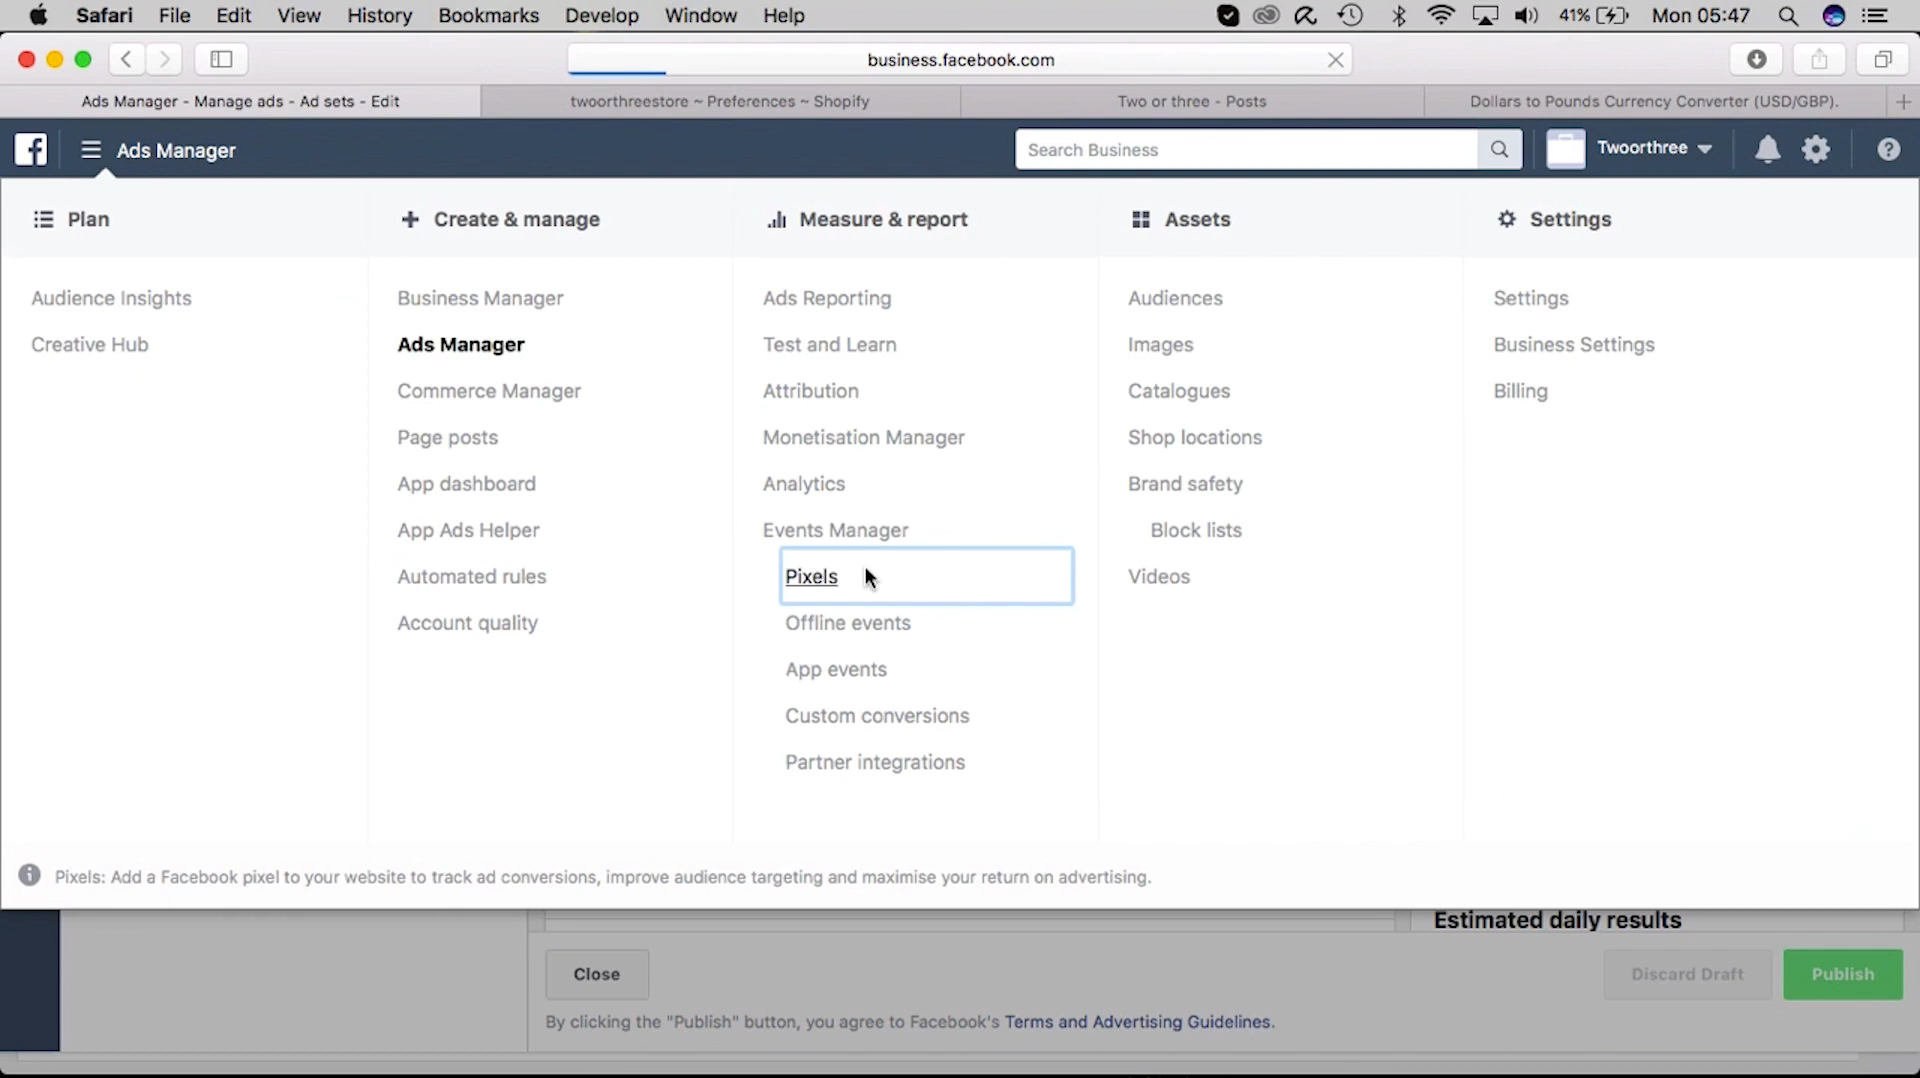 Safari File Edit View History Bookmarks Develop Window Help 41% Mon 05:47
business.facebook.com
Ads Manager - Manage ads - Ad sets - Edit
twoorthreestore ~ Preferences ~ Shopify
Two or three - Posts
Dollars to Pounds Currency Converter (USD/GBP).
Ads Manager
Search Business
Twoorthree
Plan
Audience Insights
Creative Hub
Create & manage
Business Manager
Ads Manager
Commerce Manager
Page posts
App dashboard
App Ads Helper
Automated rules
Account quality
Measure & report
Ads Reporting
Test and Learn
Attribution
Monetisation Manager
Analytics
Events Manager
Pixels
Offline events
App events
Custom conversions
Partner integrations
Assets
Audiences
Images
Catalogues
Shop locations
Brand safety
Block lists
Videos
Settings
Settings
Business Settings
Billing
Pixels: Add a Facebook pixel to your website to track ad conversions, improve audience targeting and maximise your return on advertising.
Estimated daily results
Close
Discard Draft
Publish
By clicking the "Publish" button, you agree to Facebook's Terms and Advertising Guidelines.